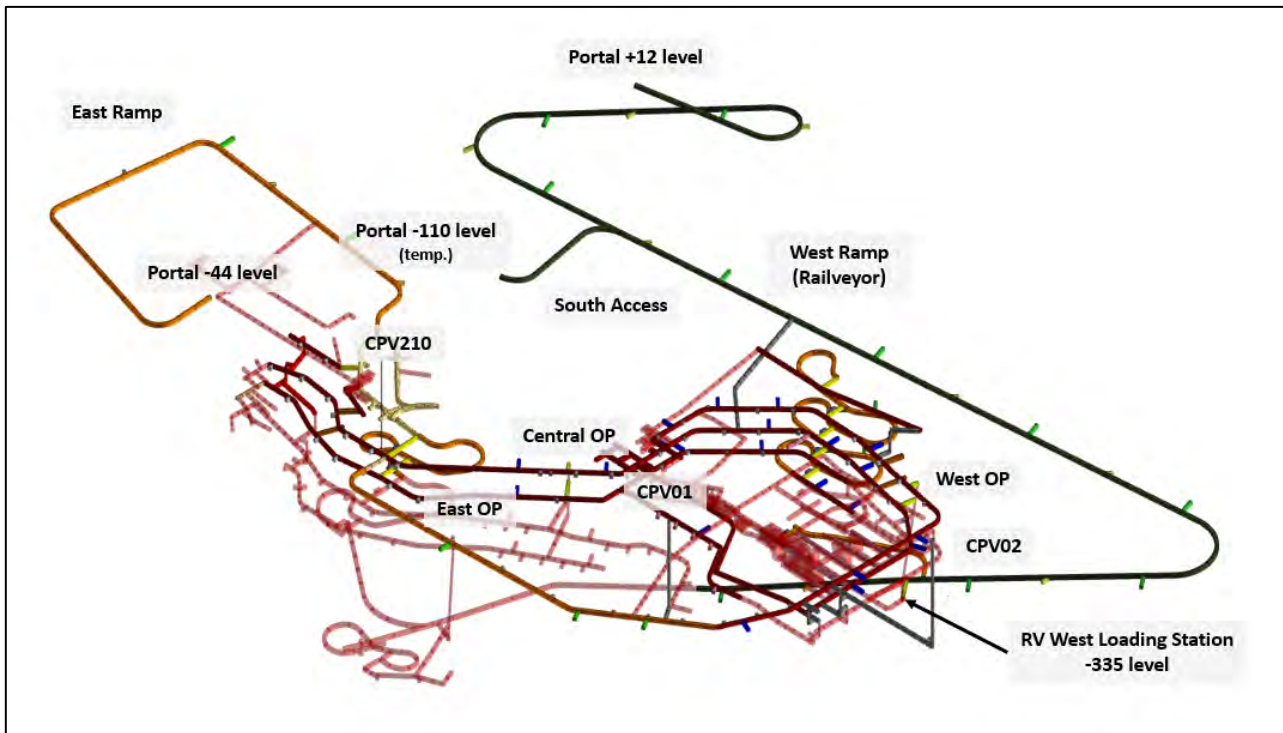 Portal +12 level
East Ramp
Portal -110 level
(temp.)
Portal -44 level
West Ramp
(Railveyor)
South Access
CPV210
Central OP
CPV01
West OP
East OP
CPV02
RV West Loading Station
-335 level